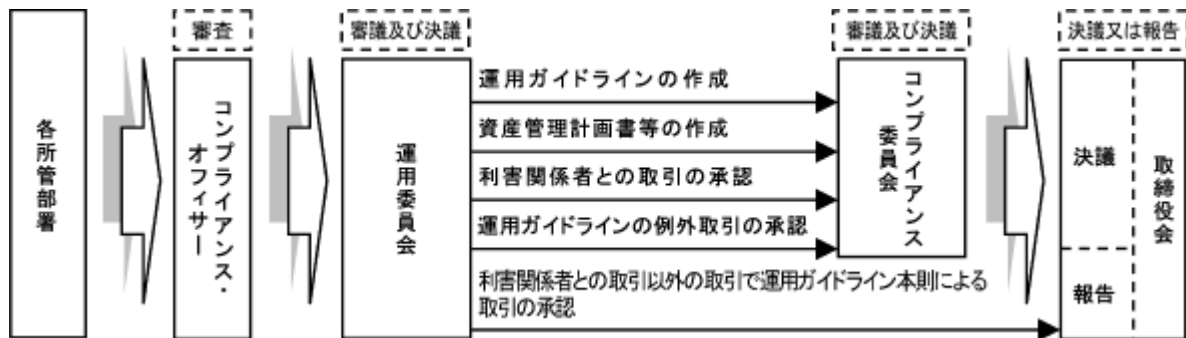 審査
審議及び決議
審議及び決議
決議又は報告
各所管部署
コンプライアンス・
オフィサー
運用委員会
運用ガイドラインの作成
資産管理計画書等の作成
利害関係者との取引の承認
運用ガイドラインの例外取引の承認
利害関係者との取引以外の取引で運用ガイドライン本則による
取引の承認
コンプライアンス
委員会
決議
報告
取締役会